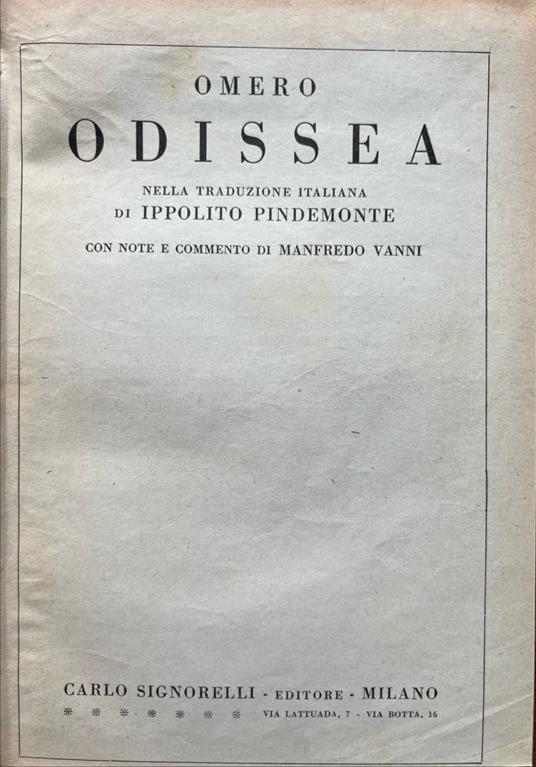 OMERO
ODISSEA
NELLA TRADUZIONE ITALIANA
DI IPPOLITO PINDEMONTE
CON NOTE E COMMENTO DI MANFREDO VANNI
CARLO SIGNORELLI - EDITORE - MILANO
VIA LATTUADA, 7 - VIA BOTTA, 16